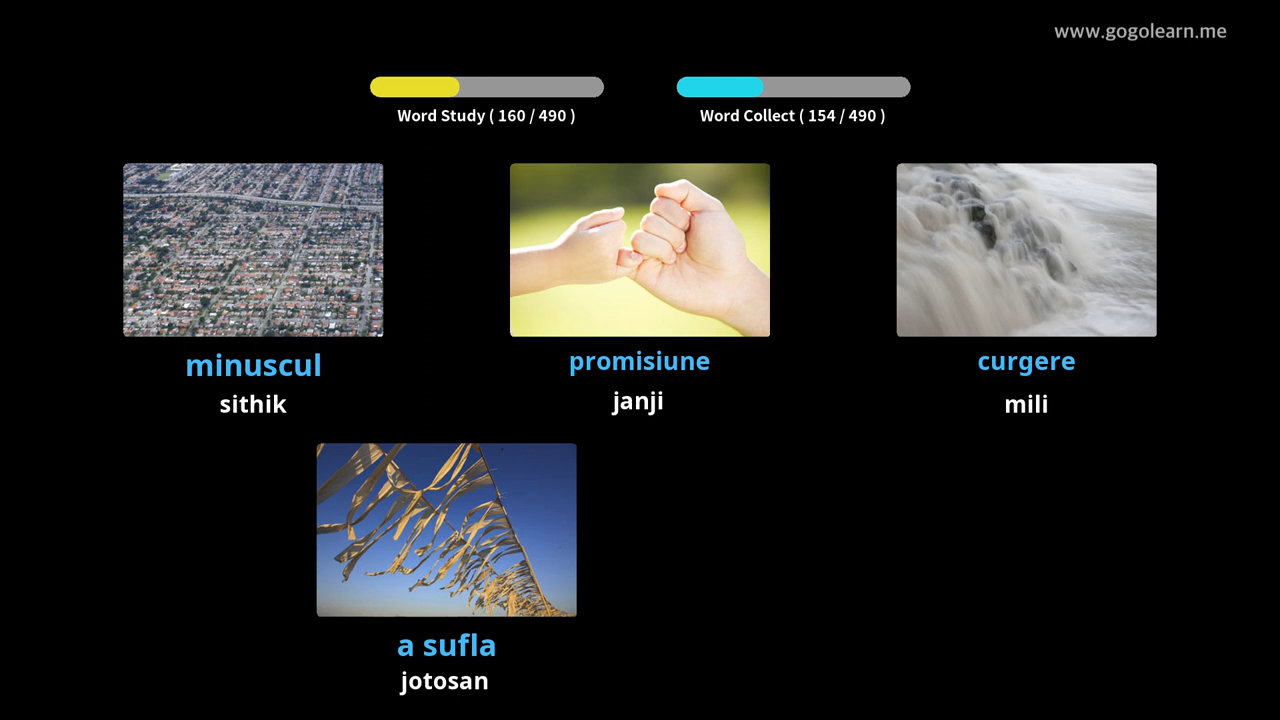 www.gogolearn.me
Word Study ( 160 / 490 )
Word Collect ( 154 / 490 )
minuscul
sithik
promisiune
janji
curgere
mili
a sufla
jotosan